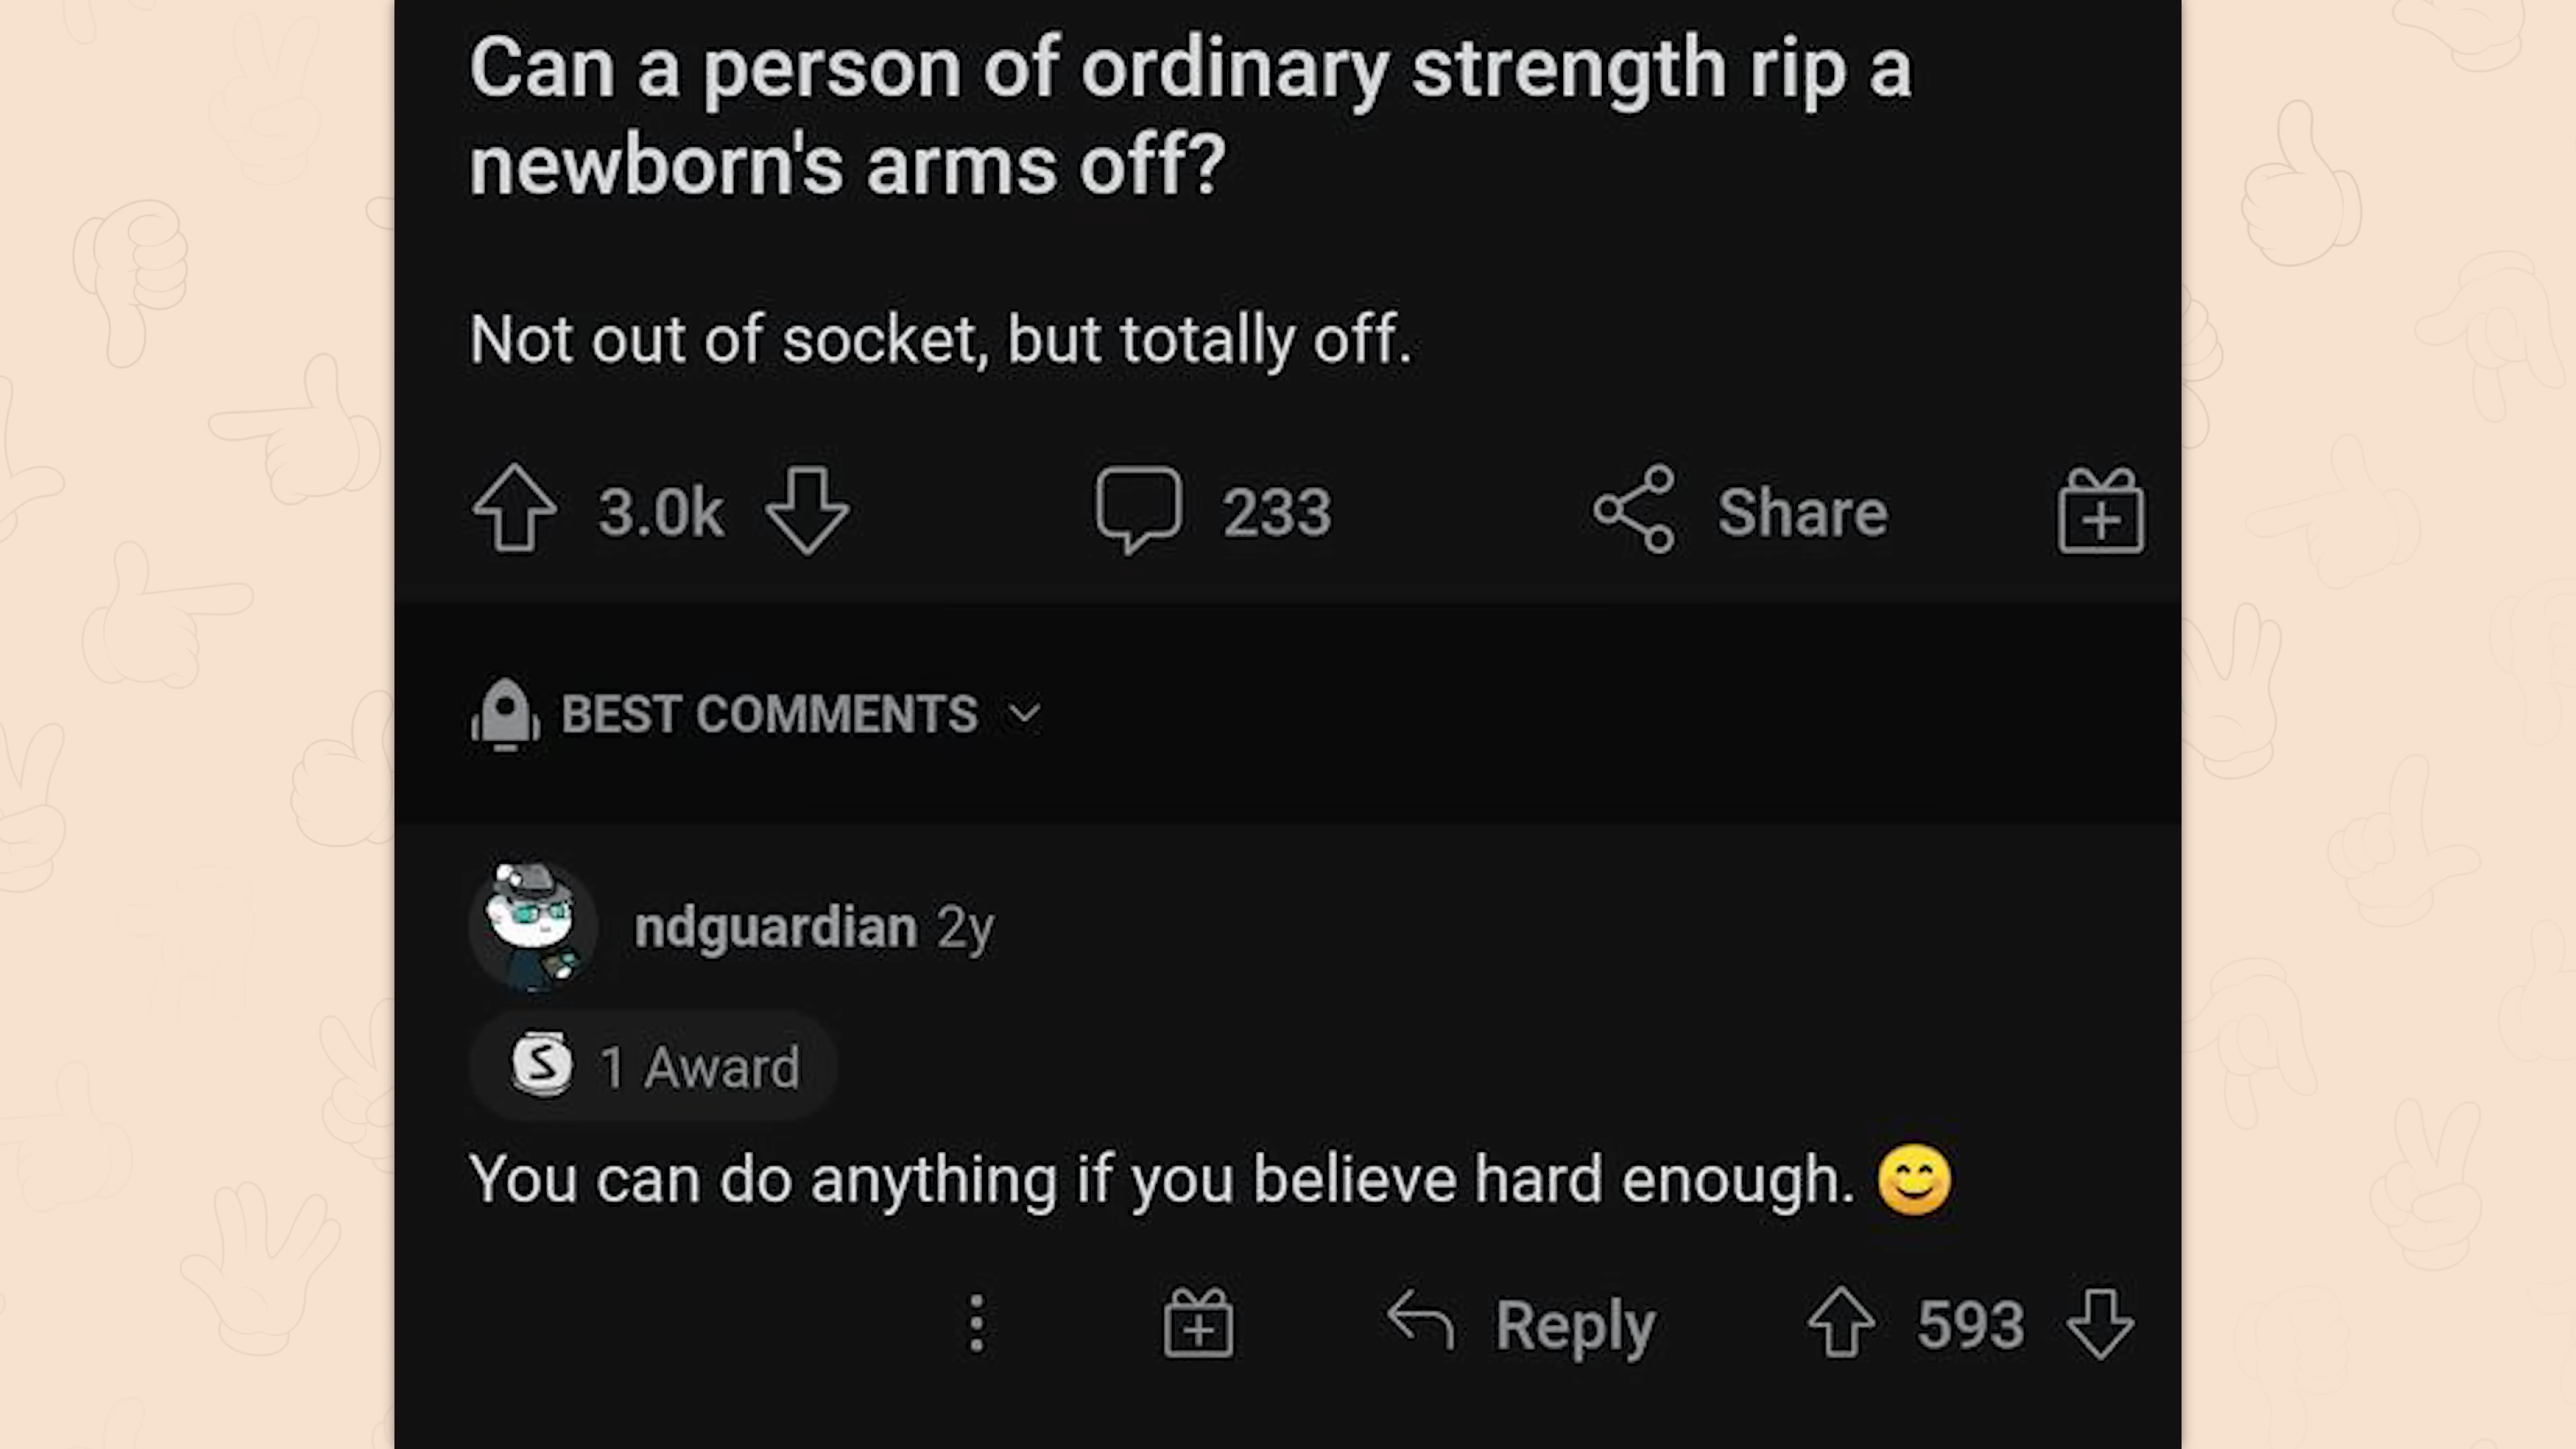 Can a person of ordinary strength rip a
newborn's arms off?
Not out of socket, but totally off.
3.0k
233
Share
BEST COMMENTS
ndguardian 2y
S 1 Award
You can do anything if you believe hard enough. 😊
Reply
593